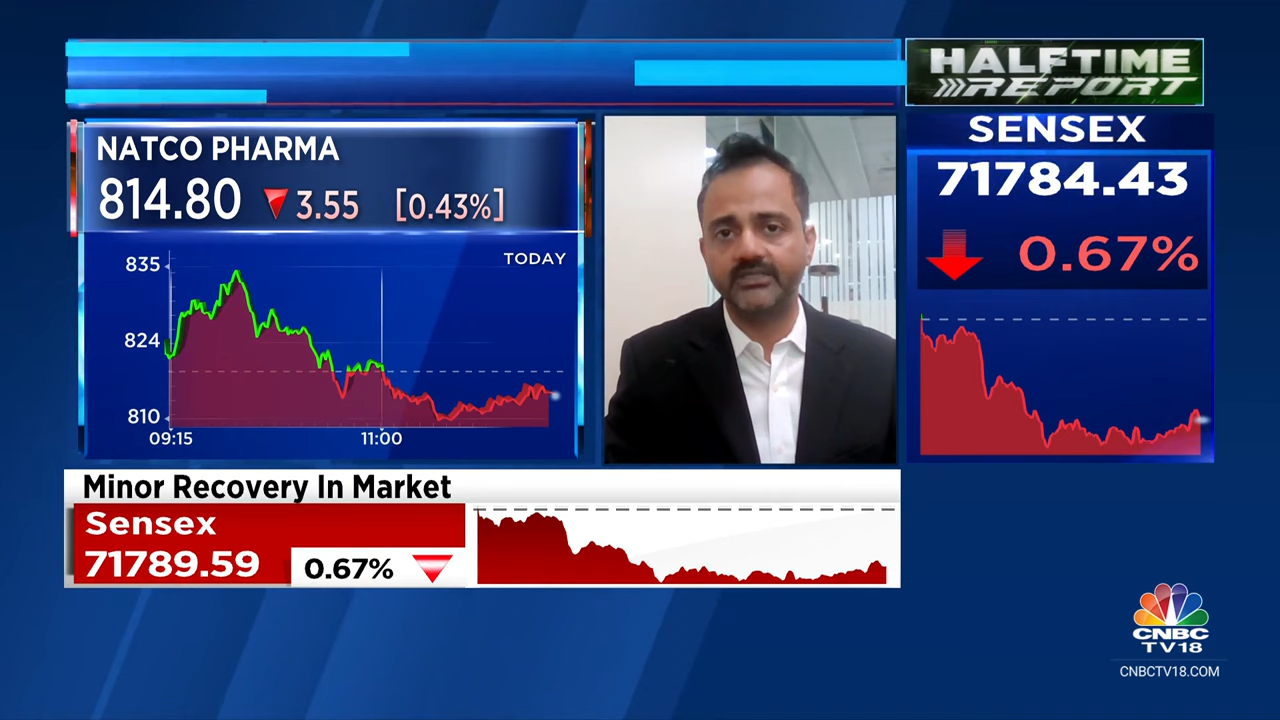 HALFTIME
REPORT
NATCO PHARMA
814.80 3.55 [0.43%]
TODAY
835
824
810
09:15 11:00
SENSEX
71784.43
0.67%
Minor Recovery In Market
Sensex
71789.59 0.67%
CNBC
TV18
CNBCTV18.COM